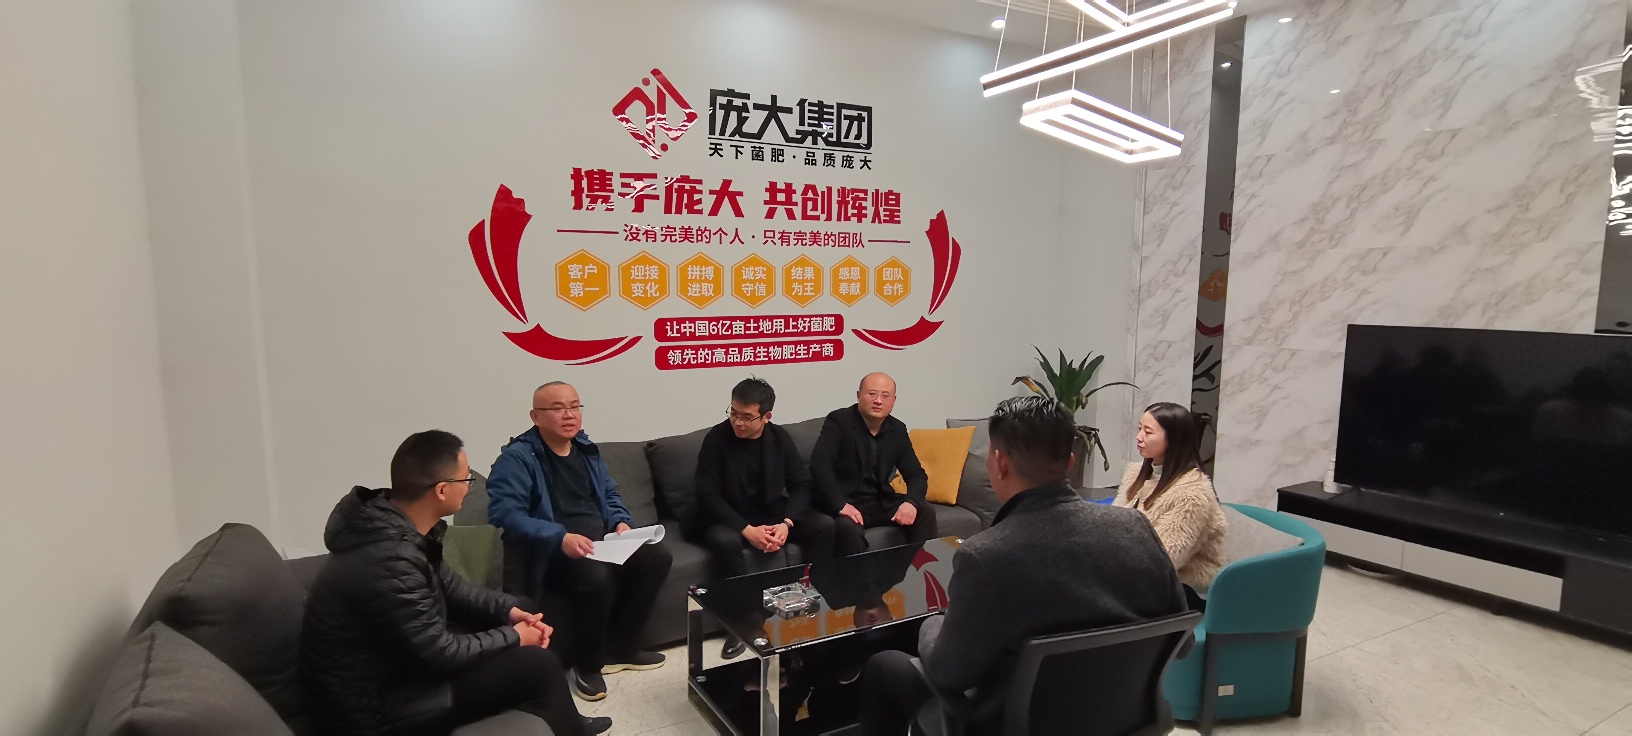 庞大集团
天下菌肥·品质庞大
携手庞大 共创辉煌
没有完美的个人·只有完美的团队
客户第一 迎接变化 拼搏进取 诚实守信 结果为王 感恩奉献 团队合作
让中国6亿亩土地用上好菌肥
领先的高品质生物肥生产商